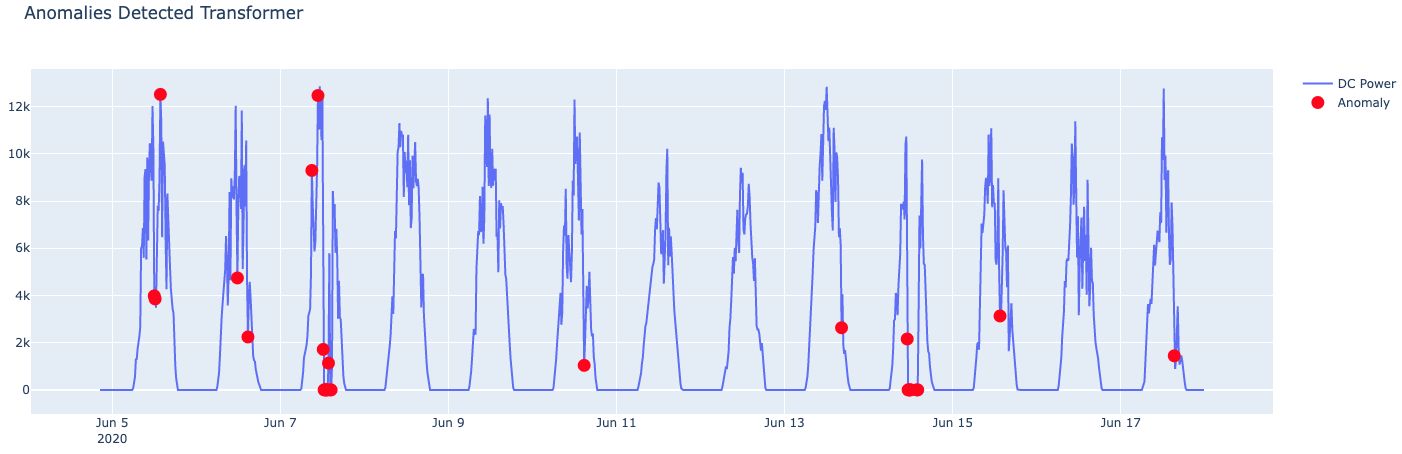 Anomalies Detected Transformer
DC Power
Anomaly
12k
10k
8k
6k
4k
2k
0
Jun 5
2020
Jun 7
Jun 9
Jun 11
Jun 13
Jun 15
Jun 17